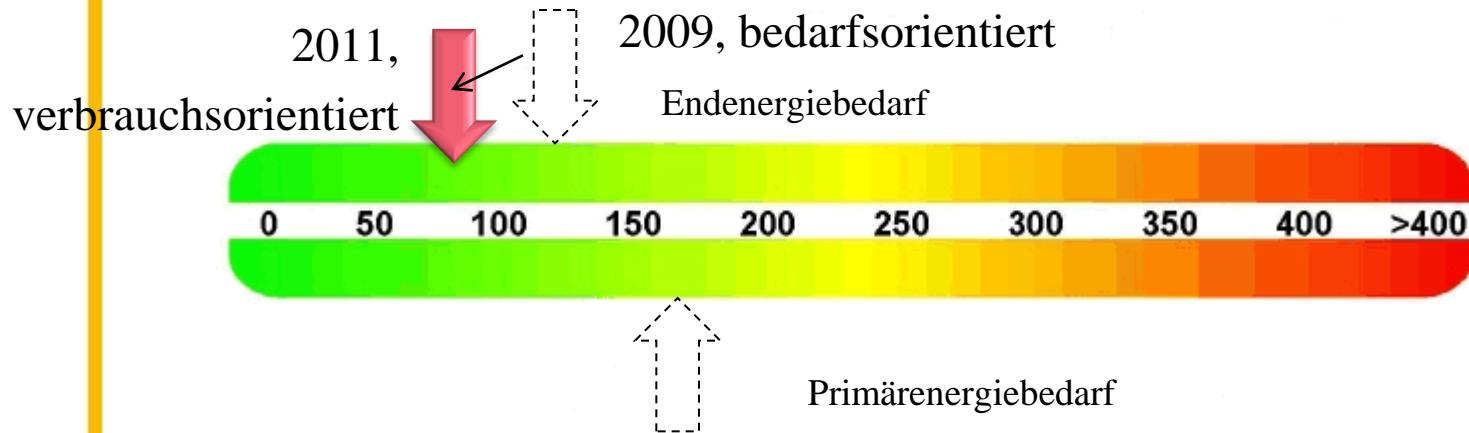 2009, bedarfsorientiert
2011,
verbrauchsorientiert
Endenergiebedarf
0 50 100 150 200 250 300 350 400 >400
Primärenergiebedarf